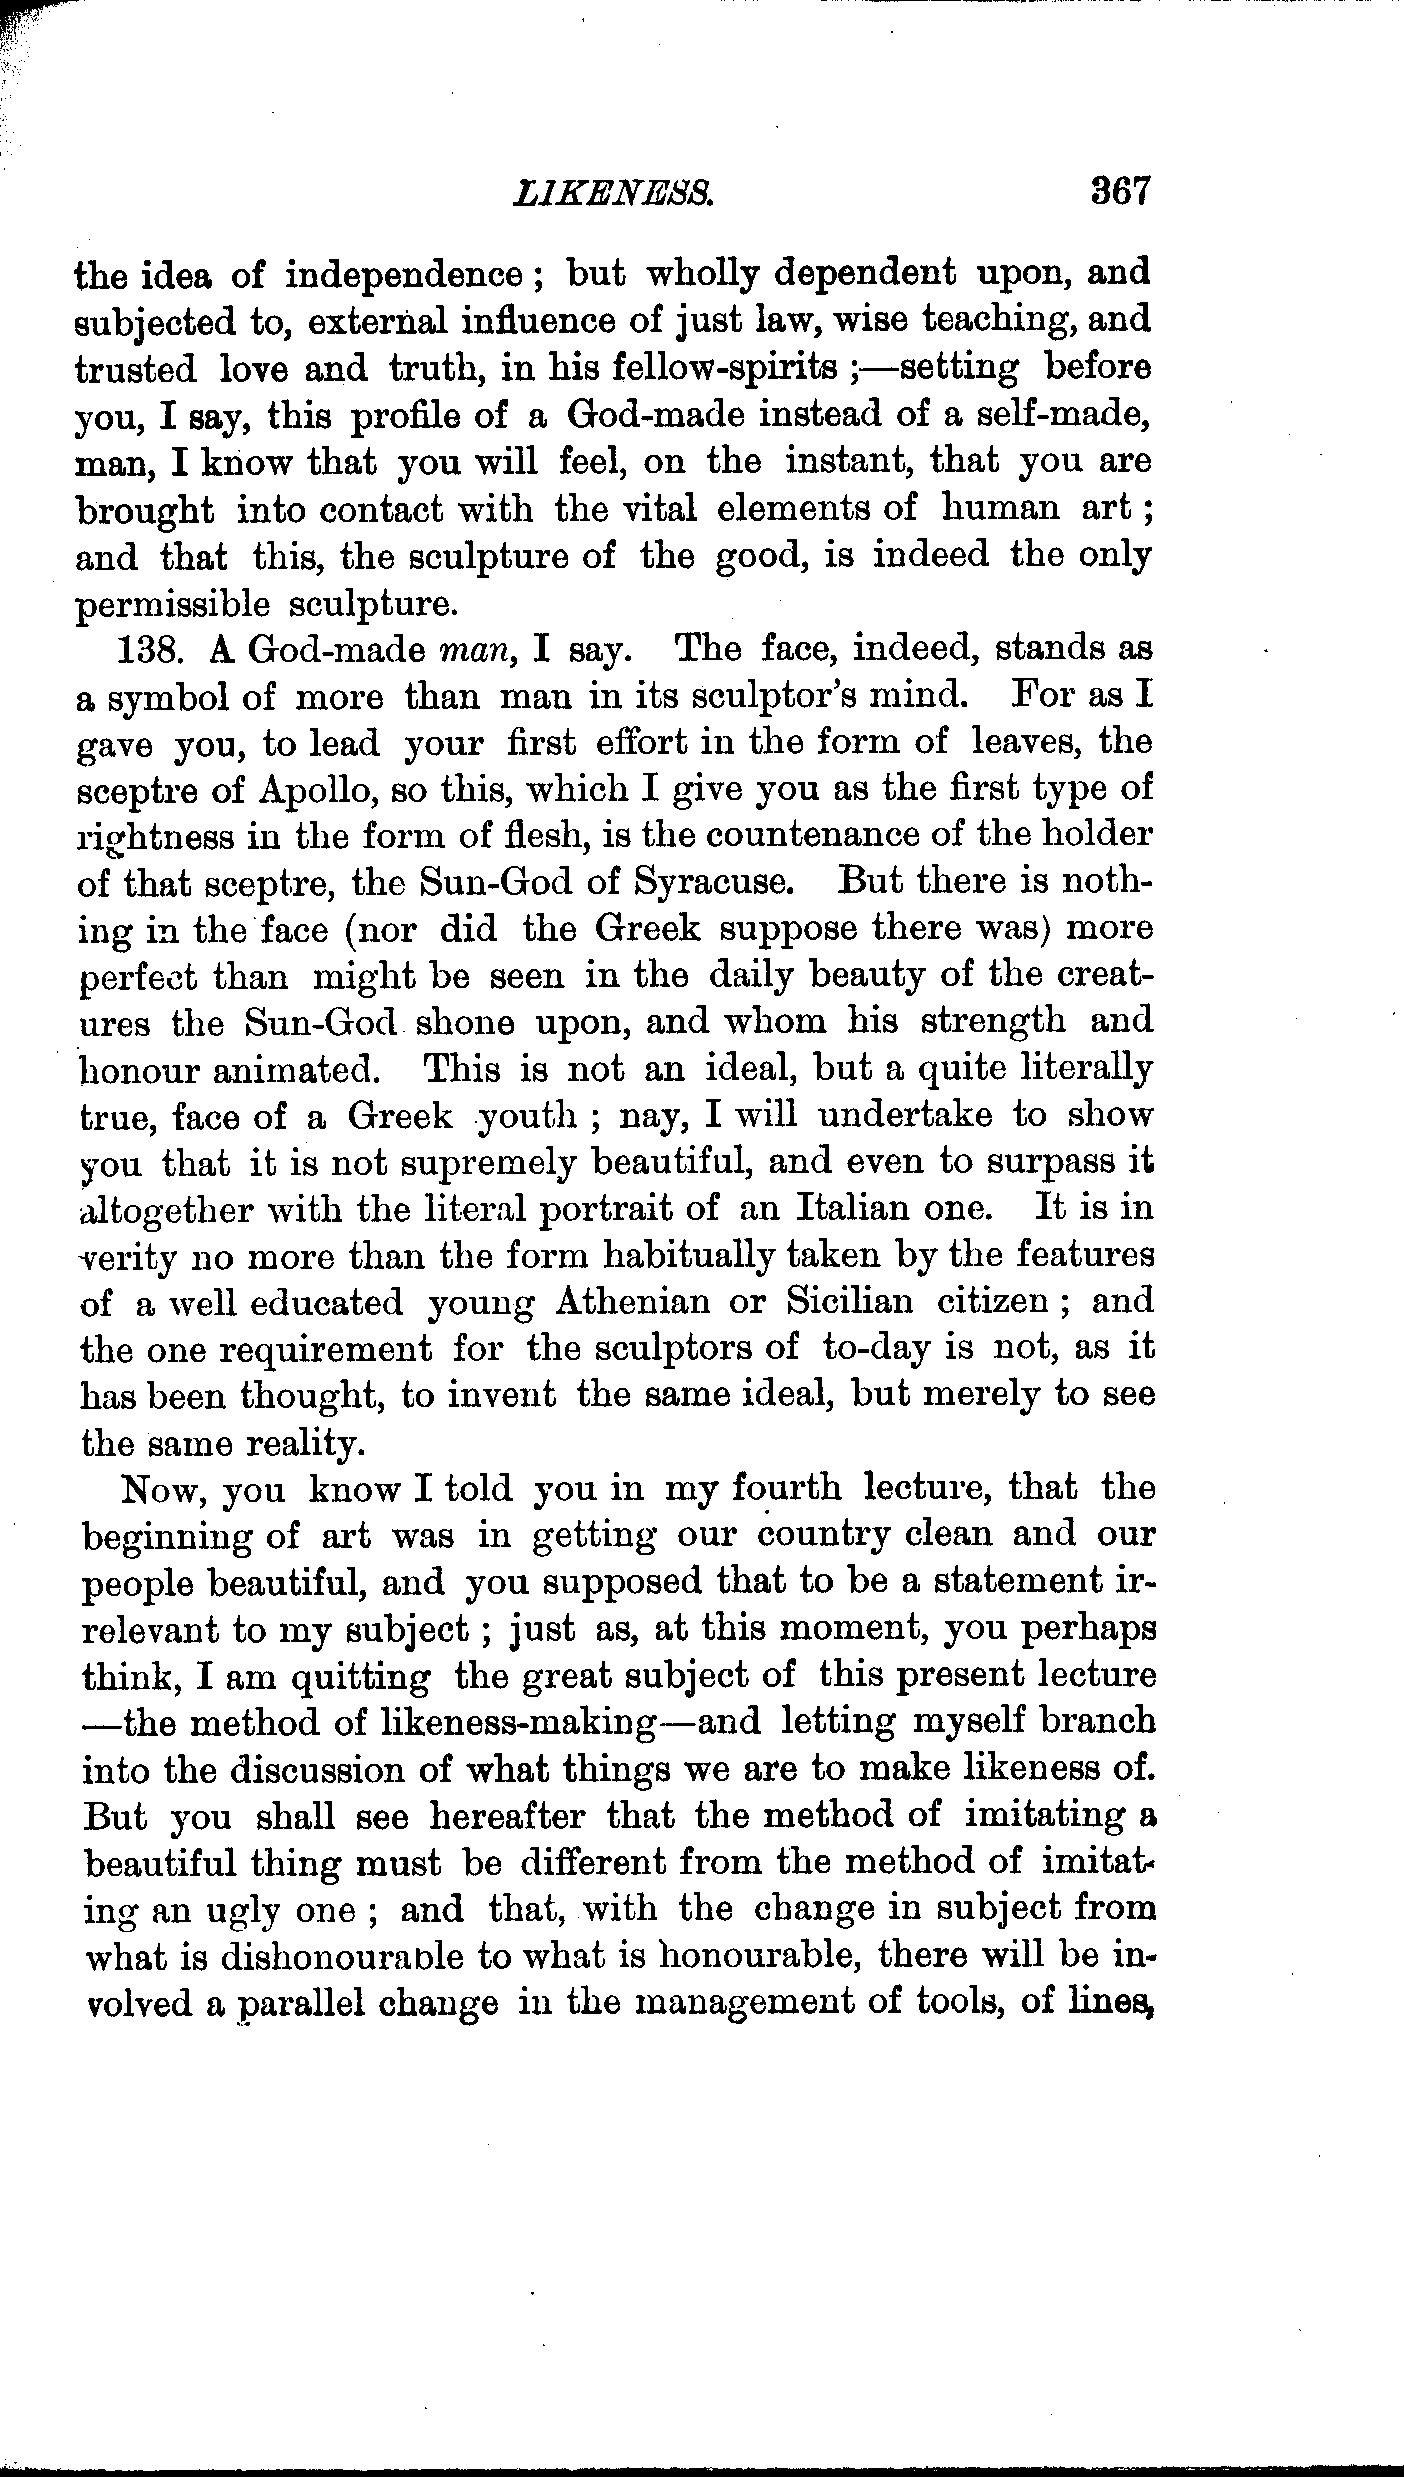 LIKENESS. 367
the idea of independence ; but wholly dependent upon, and
subjected to, external influence of just law, wise teaching, and
trusted love and truth, in his fellow-spirits ;—setting before
you, I say, this profile of a God-made instead of a self-made,
man, I know that you will feel, on the instant, that you are
brought into contact with the vital elements of human art ;
and that this, the sculpture of the good, is indeed the only
permissible sculpture.
138. A God-made man, I say. The face, indeed, stands as
a symbol of more than man in its sculptor's mind. For as I
gave you, to lead your first effort in the form of leaves, the
sceptre of Apollo, so this, which I give you as the first type of
rightness in the form of flesh, is the countenance of the holder
of that sceptre, the Sun-God of Syracuse. But there is noth-
ing in the face (nor did the Greek suppose there was) more
perfect than might be seen in the daily beauty of the creat-
ures the Sun-God shone upon, and whom his strength and
honour animated. This is not an ideal, but a quite literally
true, face of a Greek youth ; nay, I will undertake to show
you that it is not supremely beautiful, and even to surpass it
altogether with the literal portrait of an Italian one. It is in
verity no more than the form habitually taken by the features
of a well educated young Athenian or Sicilian citizen ; and
the one requirement for the sculptors of to-day is not, as it
has been thought, to invent the same ideal, but merely to see
the same reality.
Now, you know I told you in my fourth lecture, that the
beginning of art was in getting our country clean and our
people beautiful, and you supposed that to be a statement ir-
relevant to my subject ; just as, at this moment, you perhaps
think, I am quitting the great subject of this present lecture
—the method of likeness-making—and letting myself branch
into the discussion of what things we are to make likeness of.
But you shall see hereafter that the method of imitating a
beautiful thing must be different from the method of imitat-
ing an ugly one ; and that, with the change in subject from
what is dishonourable to what is honourable, there will be in-
volved a parallel change in the management of tools, of lines,